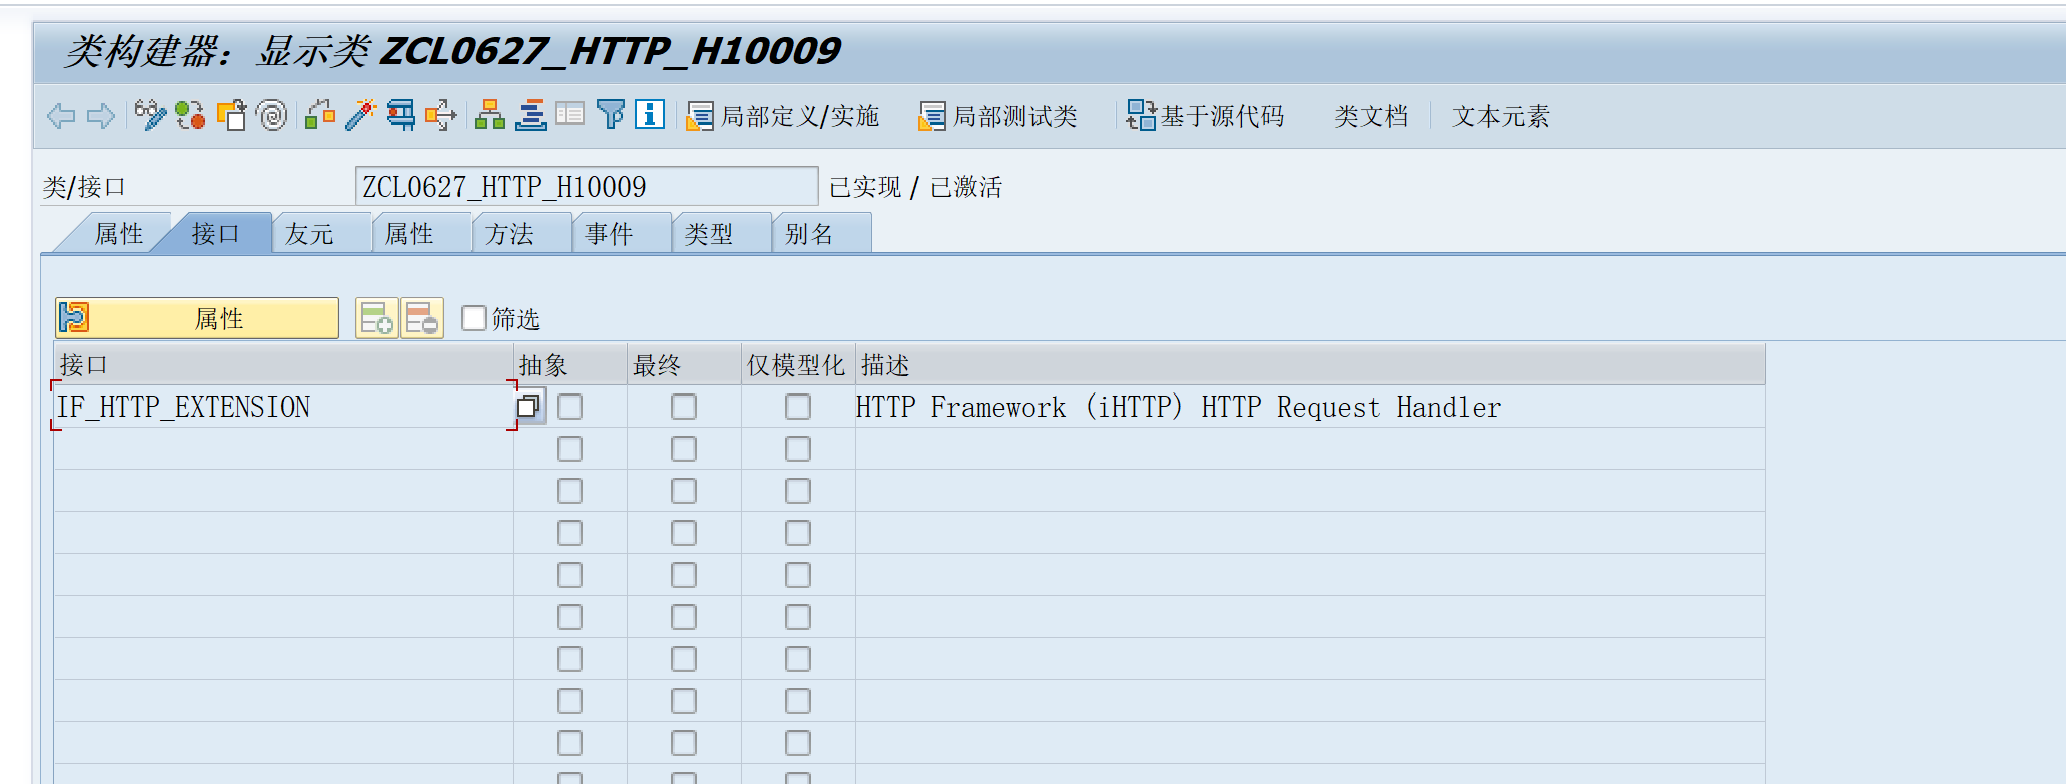 类构建器：显示类 ZCL0627_HTTP_H10009
局部定义/实施 局部测试类 基于源代码 类文档 文本元素
类/接口 ZCL0627_HTTP_H10009 已实现 / 已激活
属性 接口 友元 属性 方法 事件 类型 别名
属性 筛选
接口 抽象 最终 仅模型化 描述
IF_HTTP_EXTENSION HTTP Framework (iHTTP) HTTP Request Handler